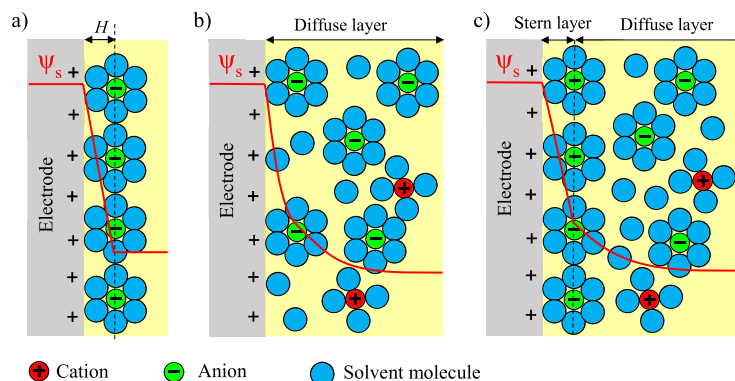 a)
H
Ψs
Electrode
+
+
+
+
+
+
+
−
−
−
−
b)
Diffuse layer
Ψs
Electrode
+
+
+
+
+
+
+
−
−
−
−
−
+
+
c)
Stern layer
Diffuse layer
Ψs
Electrode
+
+
+
+
+
+
+
−
−
−
−
−
−
−
+
+
+ Cation
− Anion
Solvent molecule